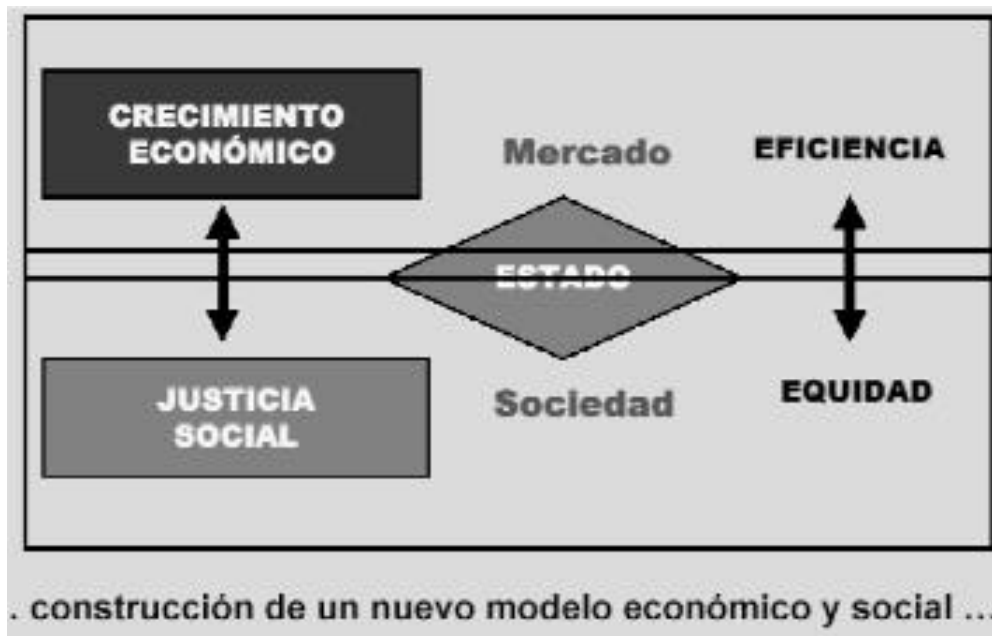 CRECIMIENTO
ECONÓMICO
Mercado
EFICIENCIA
ESTADO
JUSTICIA
SOCIAL
Sociedad
EQUIDAD
. construcción de un nuevo modelo económico y social ...